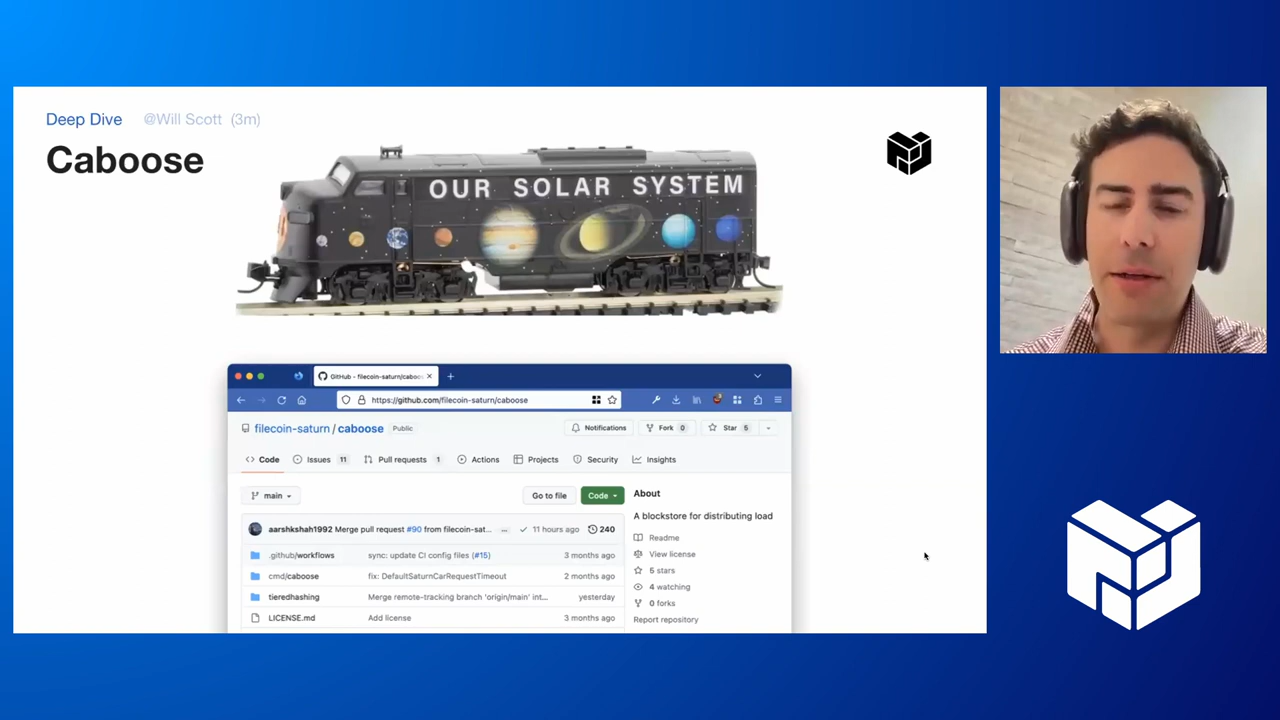 Deep Dive @Will Scott (3m)
Caboose
OUR SOLAR SYSTEM
GitHub - filecoin-saturn/caboos
https://github.com/filecoin-saturn/caboose
filecoin-saturn / caboose Public
Notifications Fork 0 Star 5
Code Issues 11 Pull requests 1 Actions Projects Security Insights
main Go to file Code
About
A blockstore for distributing load
aarshkshah1992 Merge pull request #90 from filecoin-sat... ... 11 hours ago 240
Readme
.github/workflows sync: update CI config files (#15) 3 months ago
View license
5 stars
cmd/caboose fix: DefaultSaturnCarRequestTimeout 2 months ago
4 watching
tieredhashing Merge remote-tracking branch 'origin/main' int... yesterday
0 forks
LICENSE.md Add license 3 months ago
Report repository